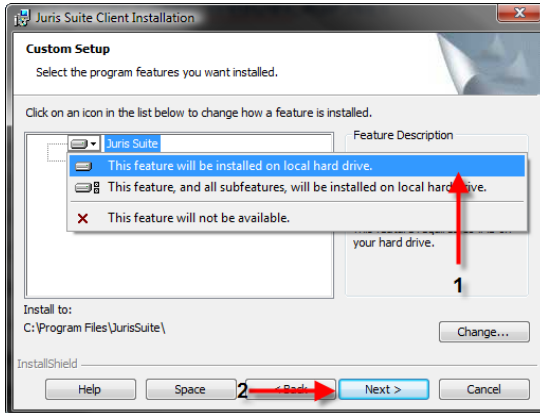 Juris Suite Client Installation
Custom Setup
Select the program features you want installed.
Click on an icon in the list below to change how a feature is installed.
Juris Suite
Feature Description
This feature will be installed on local hard drive.
This feature, and all subfeatures, will be installed on local hard drive.
This feature will not be available.
your hard drive.
1
Install to:
C:\Program Files\JurisSuite\
Change...
InstallShield
Help
Space
2
< Back
Next >
Cancel